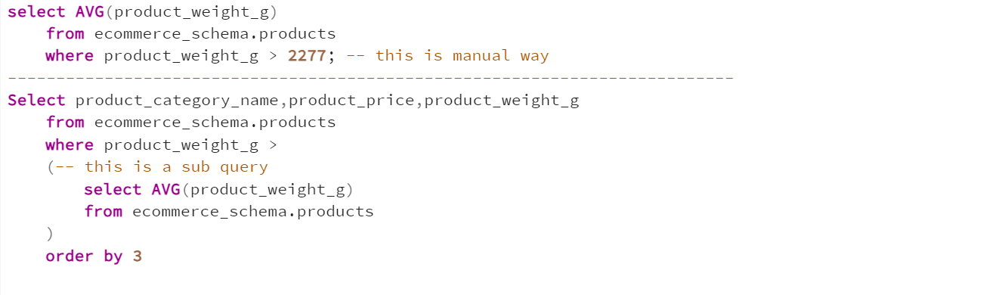 select AVG(product_weight_g)
from ecommerce_schema.products
where product_weight_g > 2277; -- this is manual way
---------------------------------------------------------------------------
Select product_category_name,product_price,product_weight_g
from ecommerce_schema.products
where product_weight_g >
(-- this is a sub query
select AVG(product_weight_g)
from ecommerce_schema.products
)
order by 3